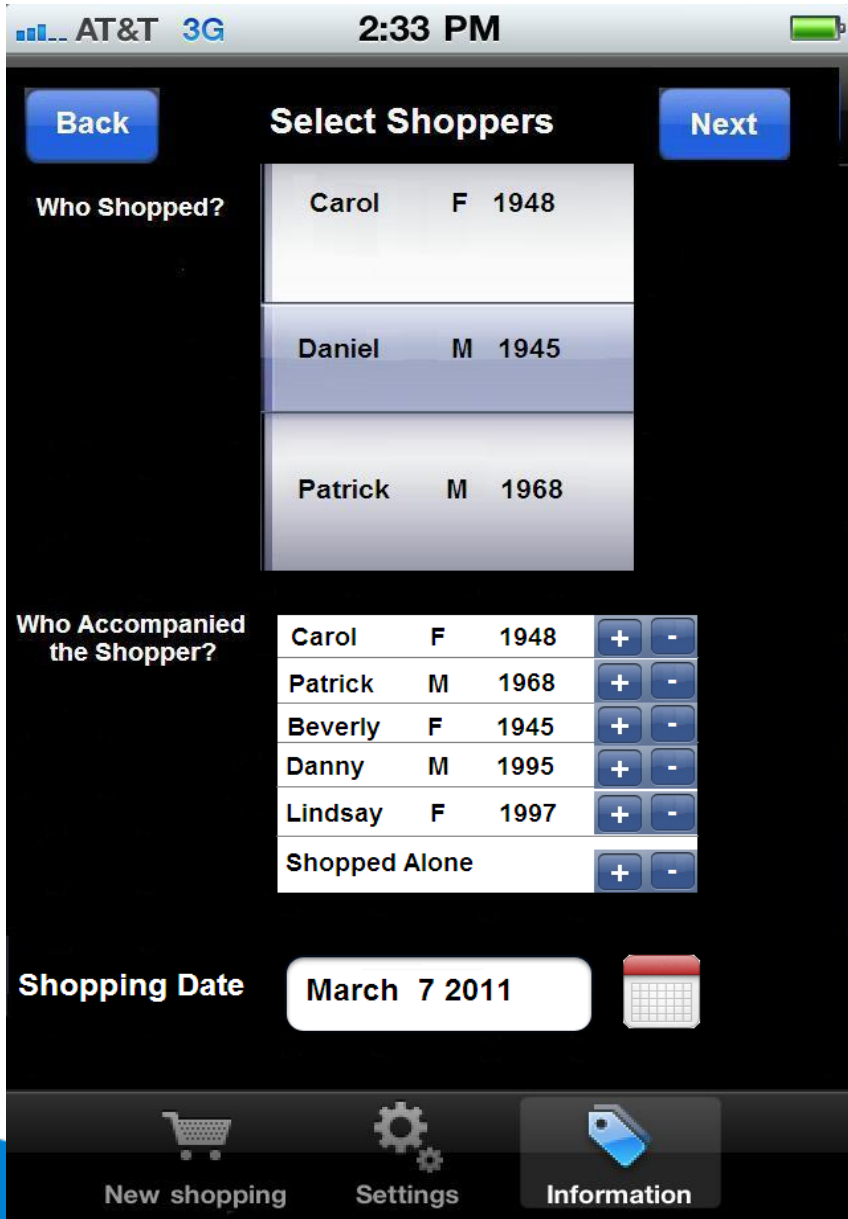 AT&T 3G 2:33 PM
Back Select Shoppers Next
Who Shopped?
Carol F 1948
Daniel M 1945
Patrick M 1968
Who Accompanied
the Shopper?
Carol F 1948 + -
Patrick M 1968 + -
Beverly F 1945 + -
Danny M 1995 + -
Lindsay F 1997 + -
Shopped Alone + -
Shopping Date March 7 2011
New shopping Settings Information